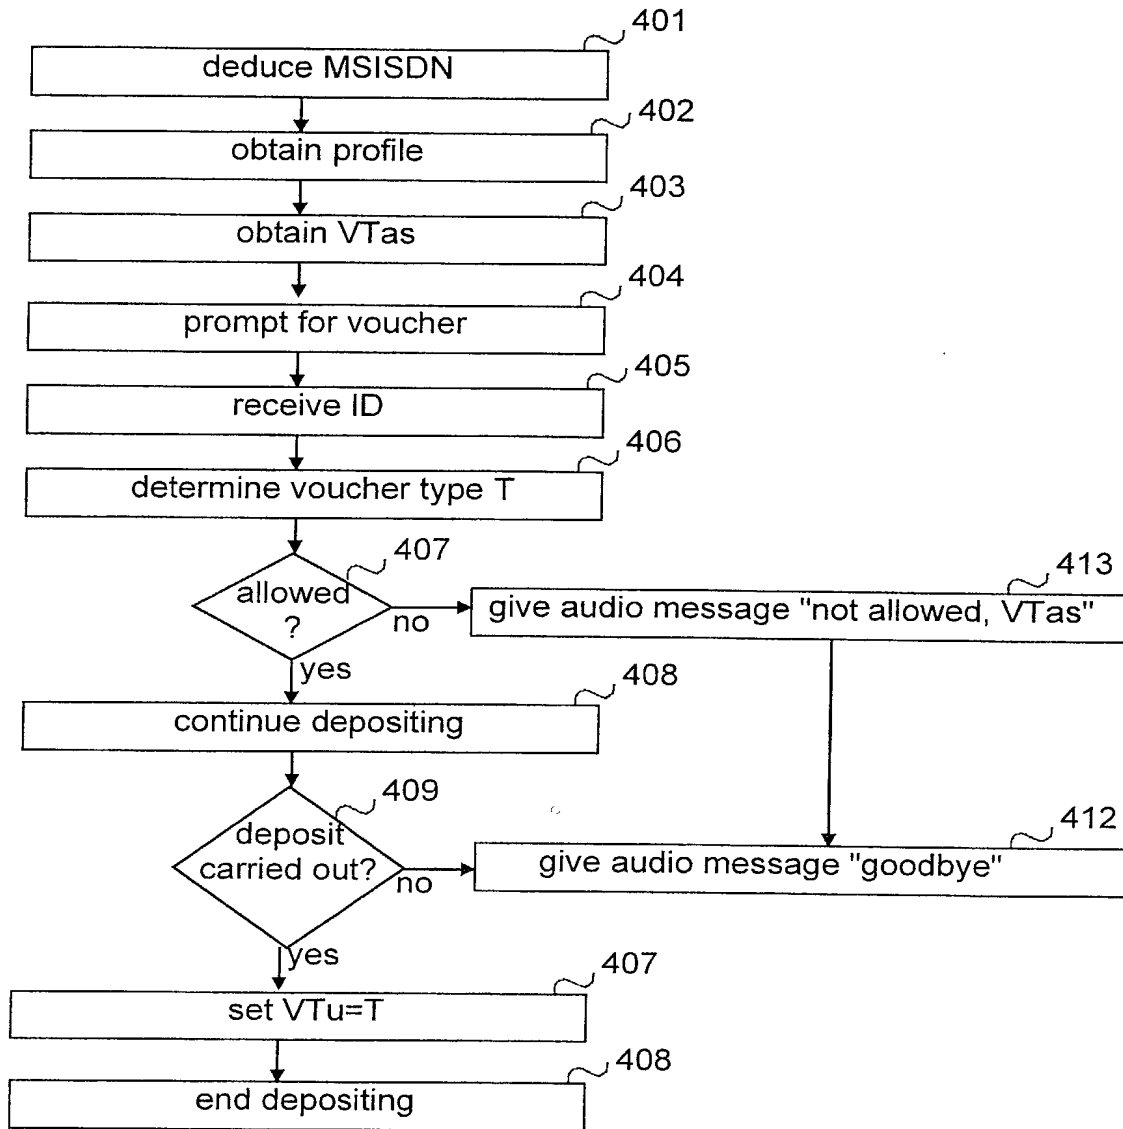 401
deduce MSISDN
402
obtain profile
403
obtain VTas
404
prompt for voucher
405
receive ID
406
determine voucher type T
407
allowed
?
no
yes
413
give audio message "not allowed, VTas"
408
continue depositing
409
deposit
carried out?
no
yes
412
give audio message "goodbye"
407
set VTu=T
408
end depositing